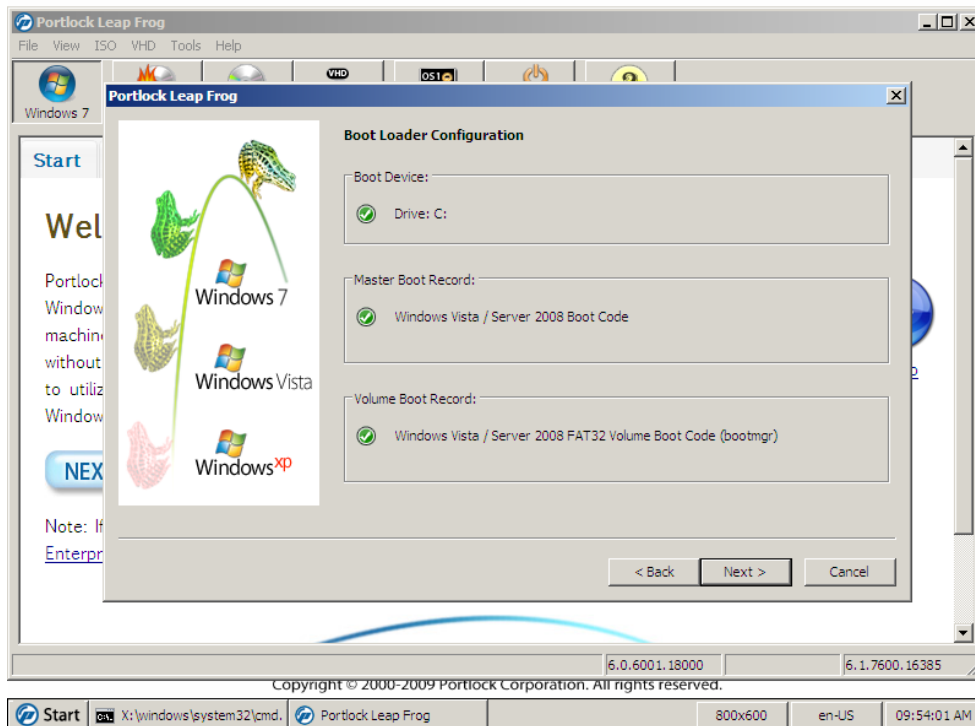 Portlock Leap Frog
File View ISO VHD Tools Help
VHD
OS1
?
Windows 7
Portlock Leap Frog
Boot Loader Configuration
Boot Device:
Drive: C:
Master Boot Record:
Windows Vista / Server 2008 Boot Code
Volume Boot Record:
Windows Vista / Server 2008 FAT32 Volume Boot Code (bootmgr)
Windows 7
Windows Vista
Windows xp
< Back
Next >
Cancel
Start
Wel
Portlock
Window
machin
without
to utiliz
Window
NEX
Note: If
Enterpr
6.0.6001.18000
6.1.7600.16385
Copyright © 2000-2009 Portlock Corporation. All rights reserved.
Start
X:\windows\system32\cmd.
Portlock Leap Frog
800x600
en-US
09:54:01 AM